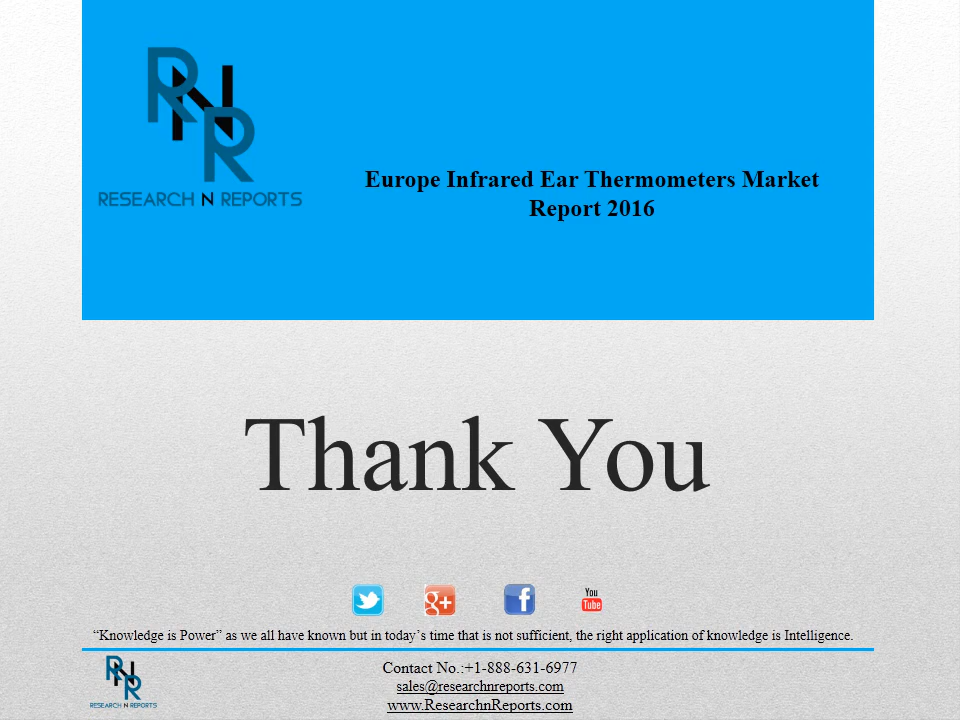 RNR
RESEARCH N REPORTS
Europe Infrared Ear Thermometers Market
Report 2016
Thank You
g+
f
You
Tube
“Knowledge is Power” as we all have known but in today’s time that is not sufficient, the right application of knowledge is Intelligence.
RNR
RESEARCH N REPORTS
Contact No.:+1-888-631-6977
sales@researchnreports.com
www.ResearchnReports.com